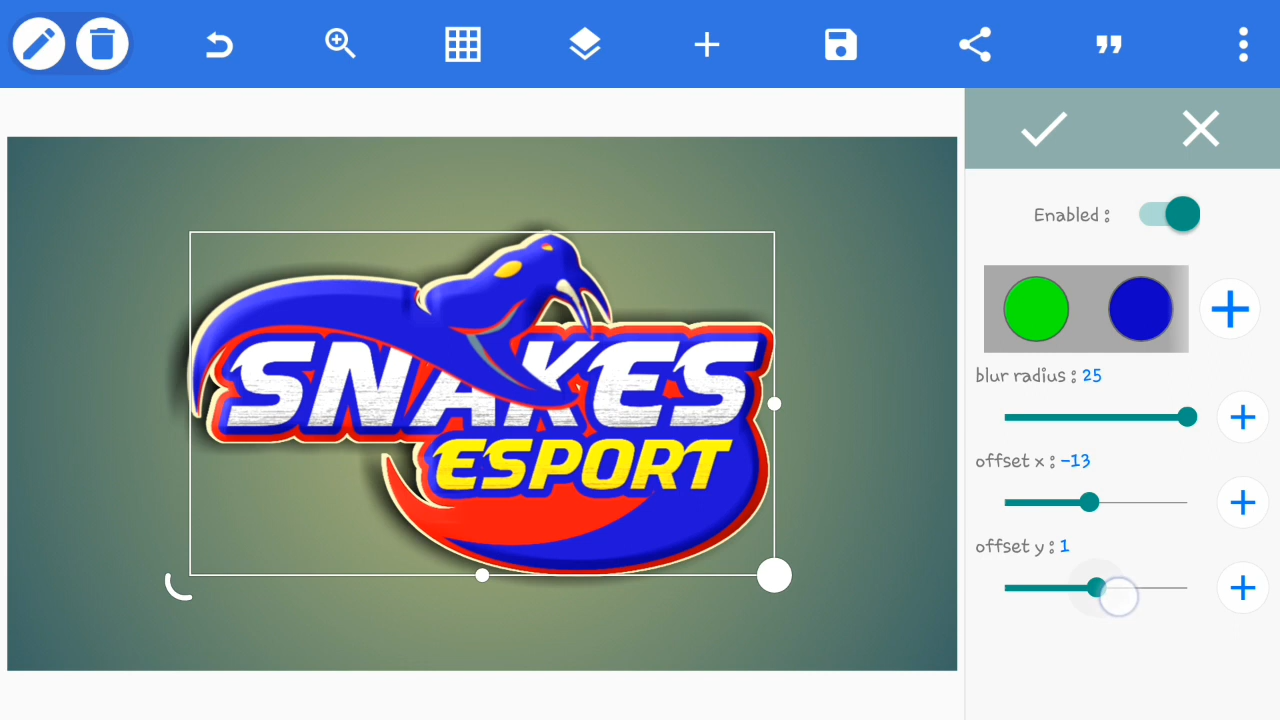 Enabled :
blur radius : 25
offset x : -13
offset y : 1
SNAKES
ESPORT